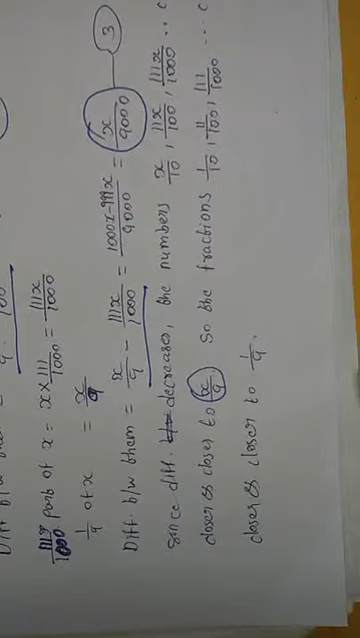 Diff b/w them =
111/1000 part of x = x × 111/1000 = 111x/1000
1/9 of x = x/9
Diff. b/w them = x/9 - 111x/1000 = 1000x-999x/9000 = x/9000 — 3
Since diff. decreases, the numbers x/10, 11x/100, 111x/1000 ...
closer & closer to x/9 So the fractions 1/10, 11/100, 111/1000 ...
closer & closer to 1/9.